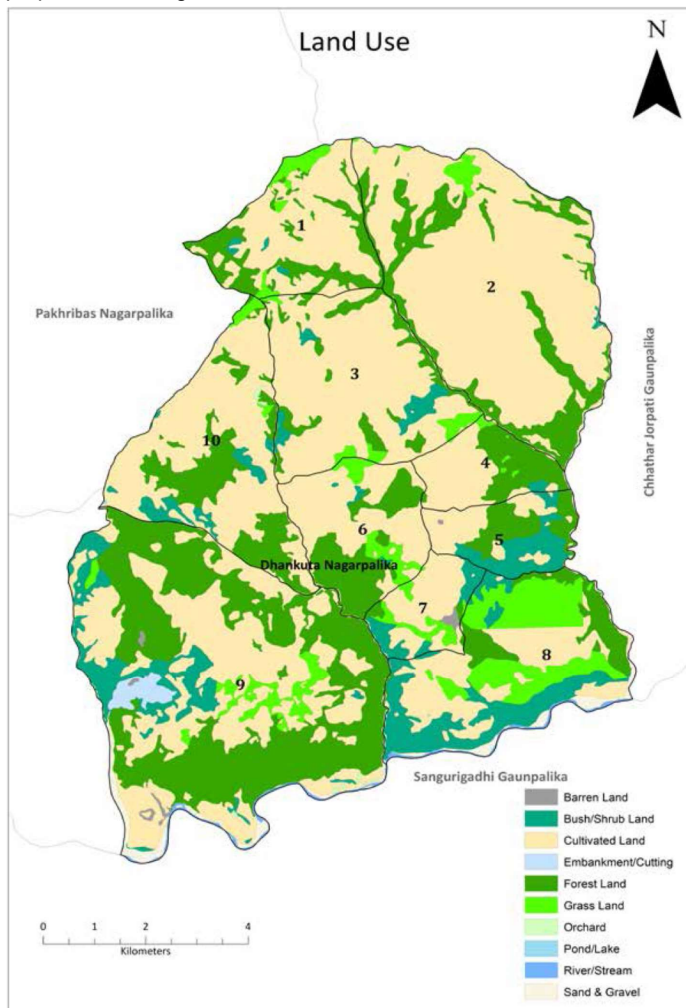 Land Use
N
1
2
Pakhribas Nagarpalika
3
Chhathar Jorpati Gaunpalika
10
4
6
5
Dhankuta Nagarpalika
7
8
9
Sangurigadhi Gaunpalika
Barren Land
Bush/Shrub Land
Cultivated Land
Embankment/Cutting
Forest Land
Grass Land
Orchard
Pond/Lake
River/Stream
Sand & Gravel
0 1 2 4
Kilometers